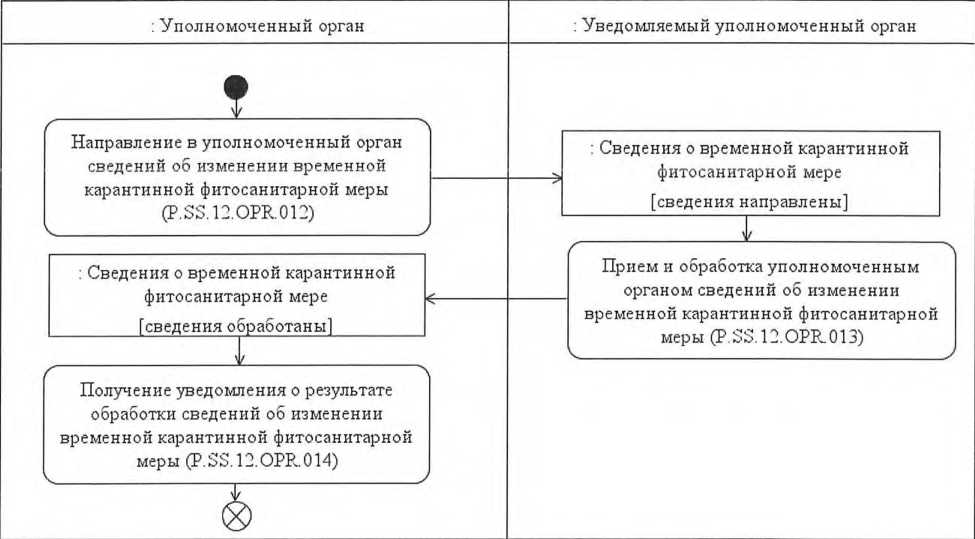 : Уполномоченный орган
: Уведомляемый уполномоченный орган
Направление в уполномоченный орган
сведений об изменении временной
карантинной фитосанитарной меры
(P.SS.12.OPR.012)
: Сведения о временной карантинной
фитосанитарной мере
[сведения направлены]
Прием и обработка уполномоченным
органом сведений об изменении
временной карантинной фитосанитарной
меры (P.SS.12.OPR.013)
: Сведения о временной карантинной
фитосанитарной мере
[сведения обработаны]
Получение уведомления о результате
обработки сведений об изменении
временной карантинной фитосанитарной
меры (P.SS.12.OPR.014)